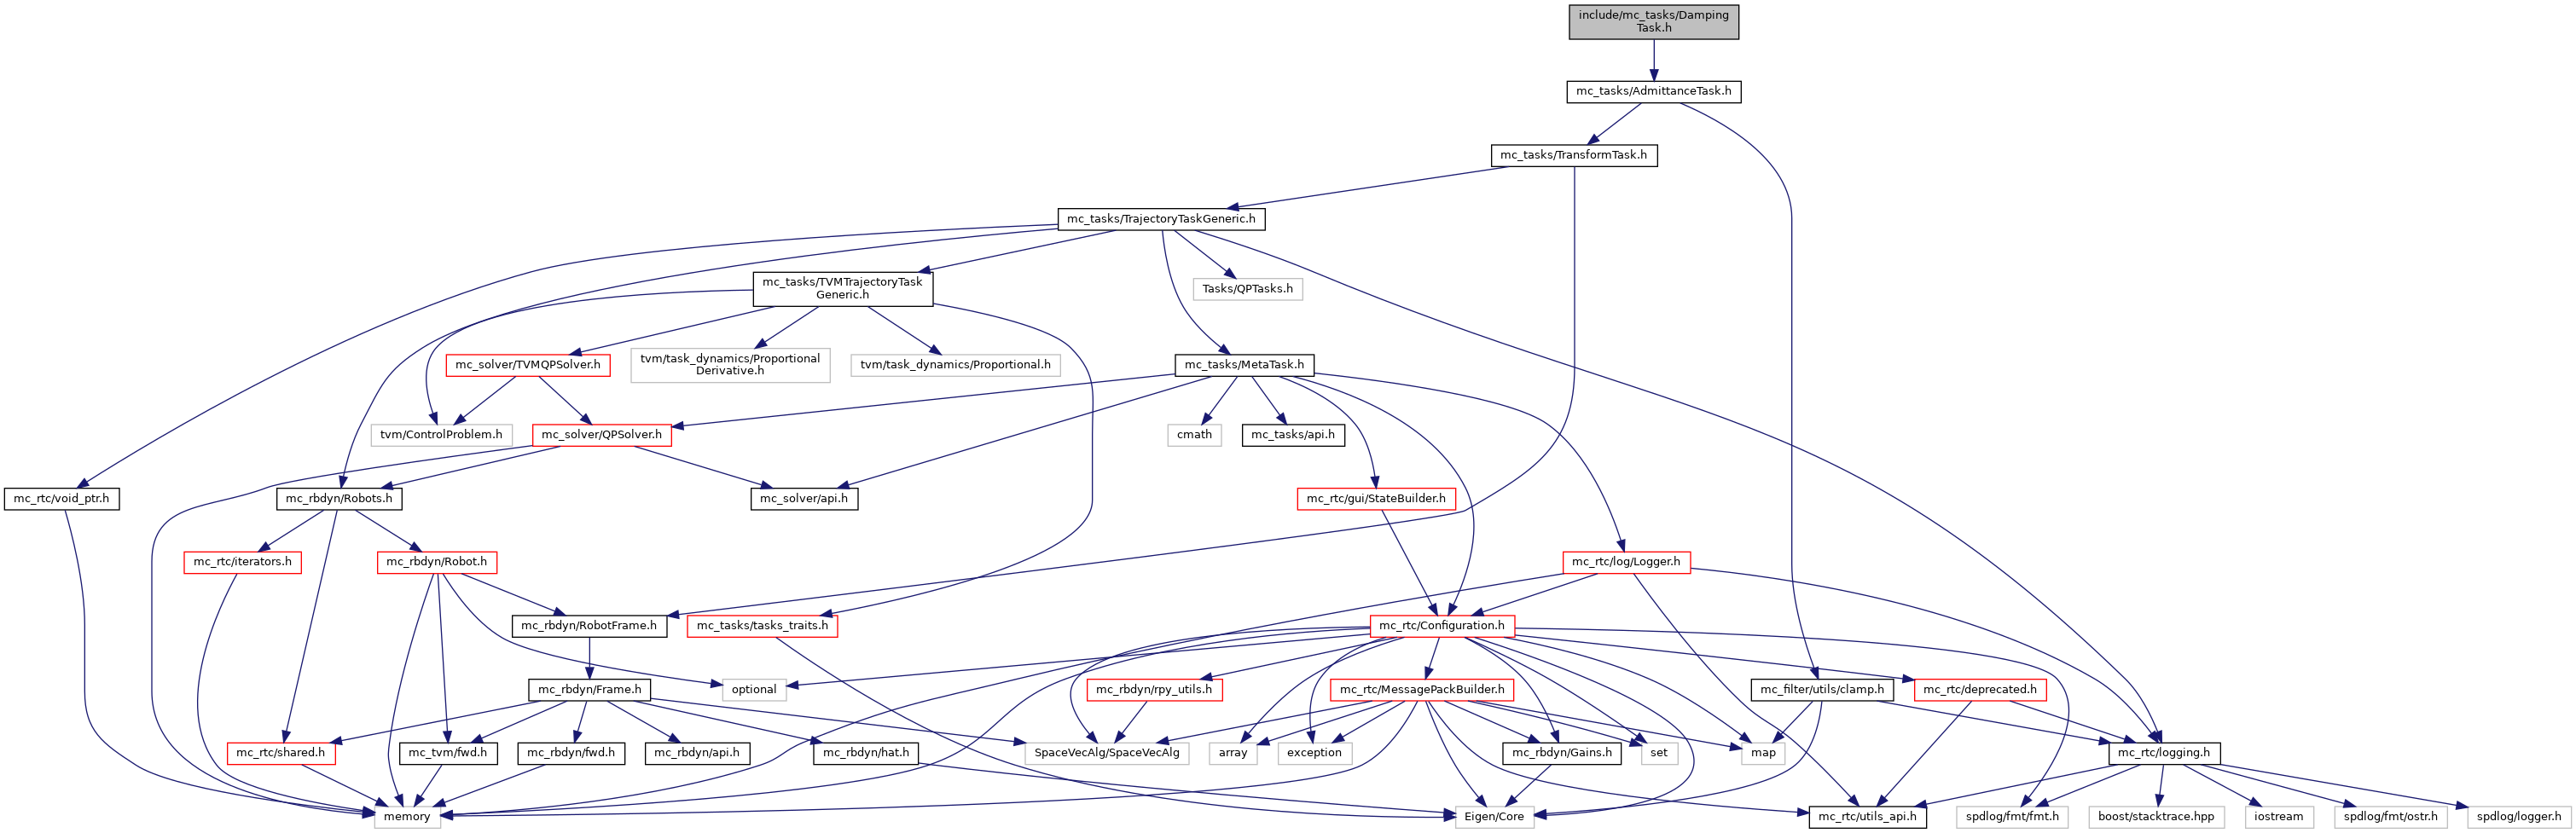 include/mc_tasks/Damping
Task.h
mc_tasks/AdmittanceTask.h
mc_tasks/TransformTask.h
mc_tasks/TrajectoryTaskGeneric.h
mc_tasks/TVMTrajectoryTask
Generic.h
Tasks/QPTasks.h
mc_solver/TVMQPSolver.h
tvm/task_dynamics/Proportional
Derivative.h
tvm/task_dynamics/Proportional.h
mc_tasks/MetaTask.h
tvm/ControlProblem.h
mc_solver/QPSolver.h
cmath
mc_tasks/api.h
mc_rtc/void_ptr.h
mc_rbdyn/Robots.h
mc_solver/api.h
mc_rtc/gui/StateBuilder.h
mc_rtc/iterators.h
mc_rbdyn/Robot.h
mc_rtc/log/Logger.h
mc_rbdyn/RobotFrame.h
mc_tasks/tasks_traits.h
mc_rtc/Configuration.h
mc_rbdyn/Frame.h
optional
mc_rbdyn/rpy_utils.h
mc_rtc/MessagePackBuilder.h
mc_filter/utils/clamp.h
mc_rtc/deprecated.h
mc_rtc/shared.h
mc_tvm/fwd.h
mc_rbdyn/fwd.h
mc_rbdyn/api.h
mc_rbdyn/hat.h
SpaceVecAlg/SpaceVecAlg
array
exception
mc_rbdyn/Gains.h
set
map
mc_rtc/logging.h
memory
Eigen/Core
mc_rtc/utils_api.h
spdlog/fmt/fmt.h
boost/stacktrace.hpp
iostream
spdlog/fmt/ostr.h
spdlog/logger.h